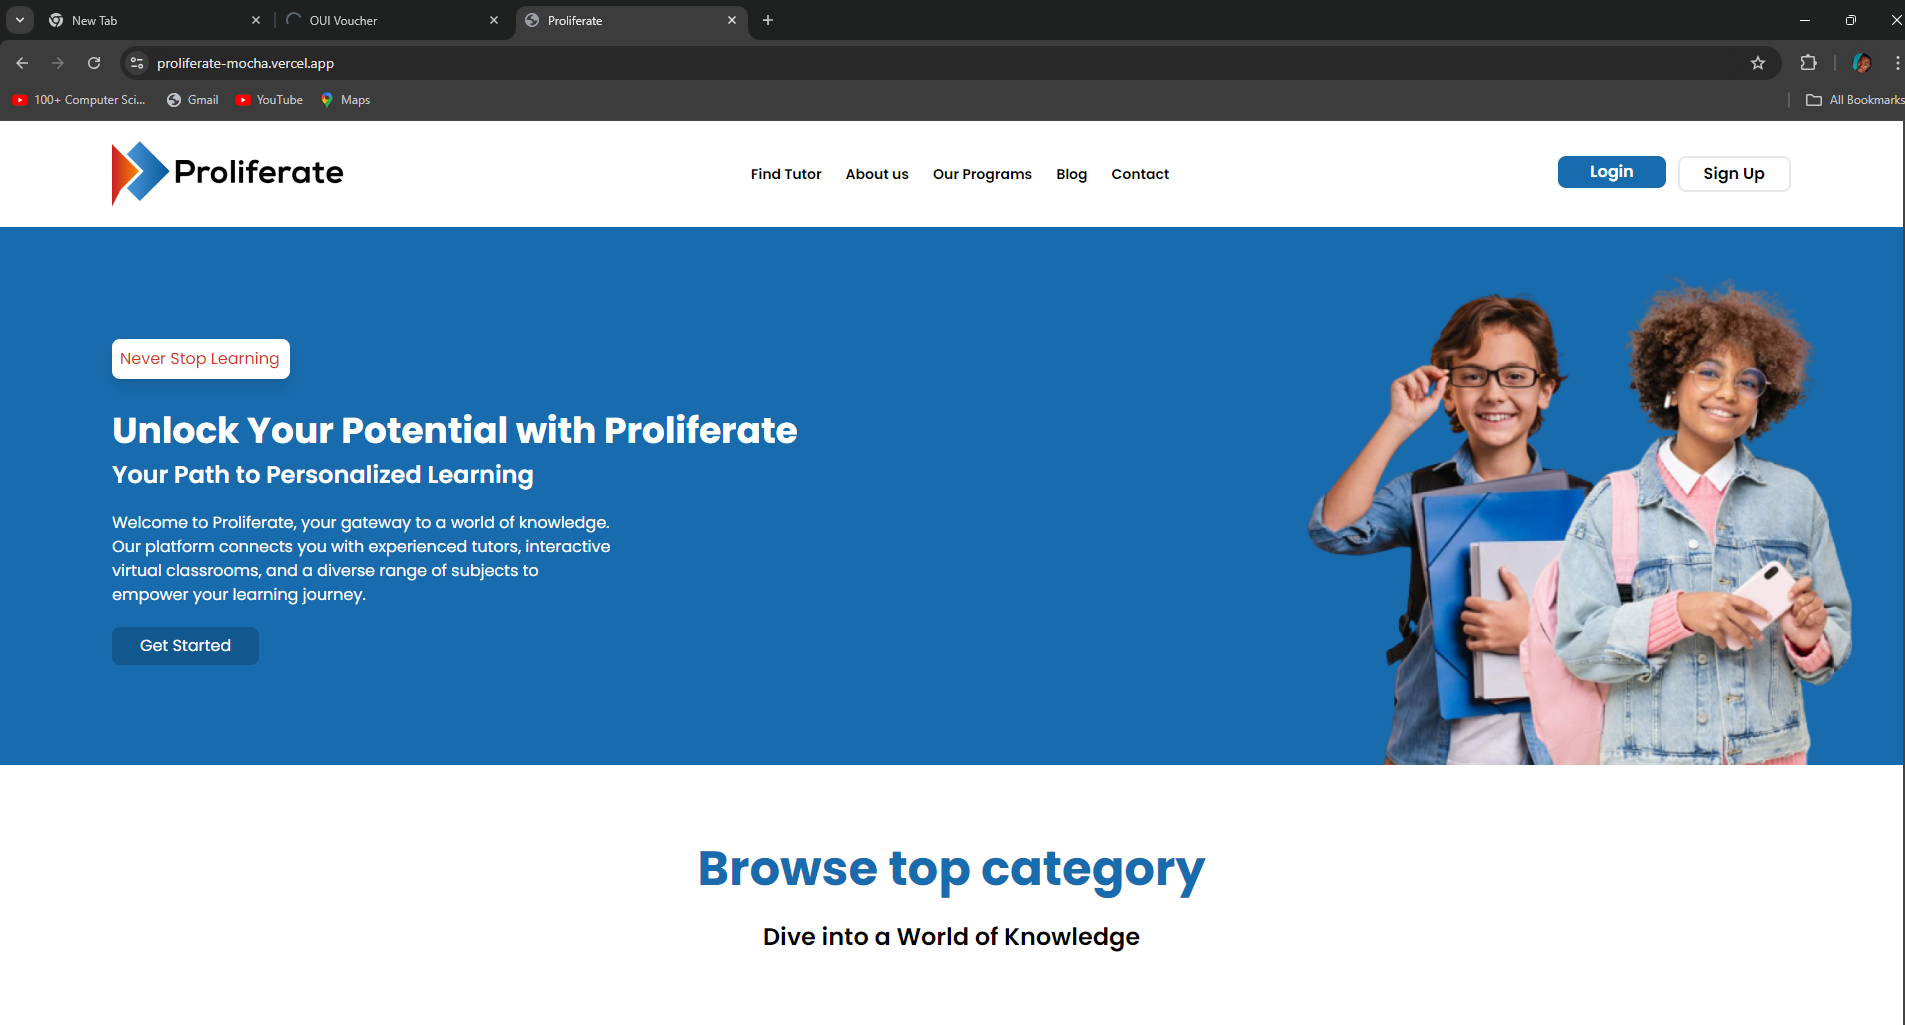 New Tab
OUI Voucher
Proliferate
proliferate-mocha.vercel.app
100+ Computer Sci...
Gmail
YouTube
Maps
All Bookmarks
Proliferate
Find Tutor
About us
Our Programs
Blog
Contact
Login
Sign Up
Never Stop Learning
Unlock Your Potential with Proliferate
Your Path to Personalized Learning
Welcome to Proliferate, your gateway to a world of knowledge.
Our platform connects you with experienced tutors, interactive
virtual classrooms, and a diverse range of subjects to
empower your learning journey.
Get Started
Browse top category
Dive into a World of Knowledge